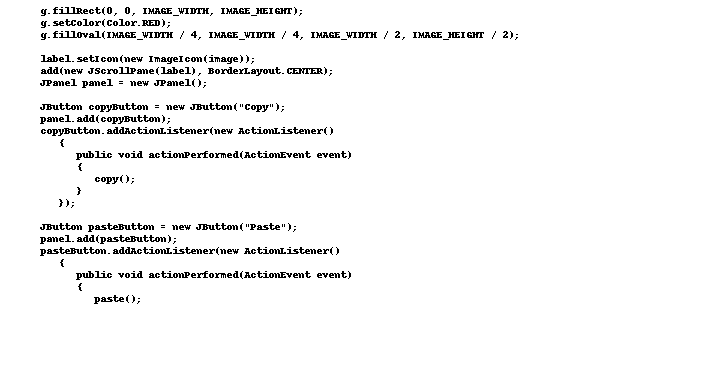 g.fillRect(0, 0, IMAGE_WIDTH, IMAGE_HEIGHT);
g.setColor(Color.RED);
g.fillOval(IMAGE_WIDTH / 4, IMAGE_WIDTH / 4, IMAGE_WIDTH / 2, IMAGE_HEIGHT / 2);
label.setIcon(new ImageIcon(image));
add(new JScrollPane(label), BorderLayout.CENTER);
JPanel panel = new JPanel();
JButton copyButton = new JButton("Copy");
panel.add(copyButton);
copyButton.addActionListener(new ActionListener()
{
public void actionPerformed(ActionEvent event)
{
copy();
}
});
JButton pasteButton = new JButton("Paste");
panel.add(pasteButton);
pasteButton.addActionListener(new ActionListener()
{
public void actionPerformed(ActionEvent event)
{
paste();